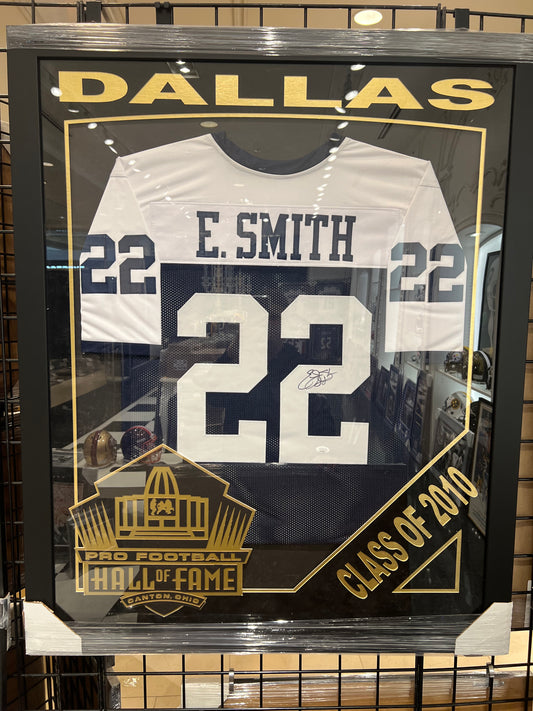 DALLAS
E. SMITH
22 22
22
PRO FOOTBALL
HALL OF FAME
CANTON, OHIO
CLASS OF 2010